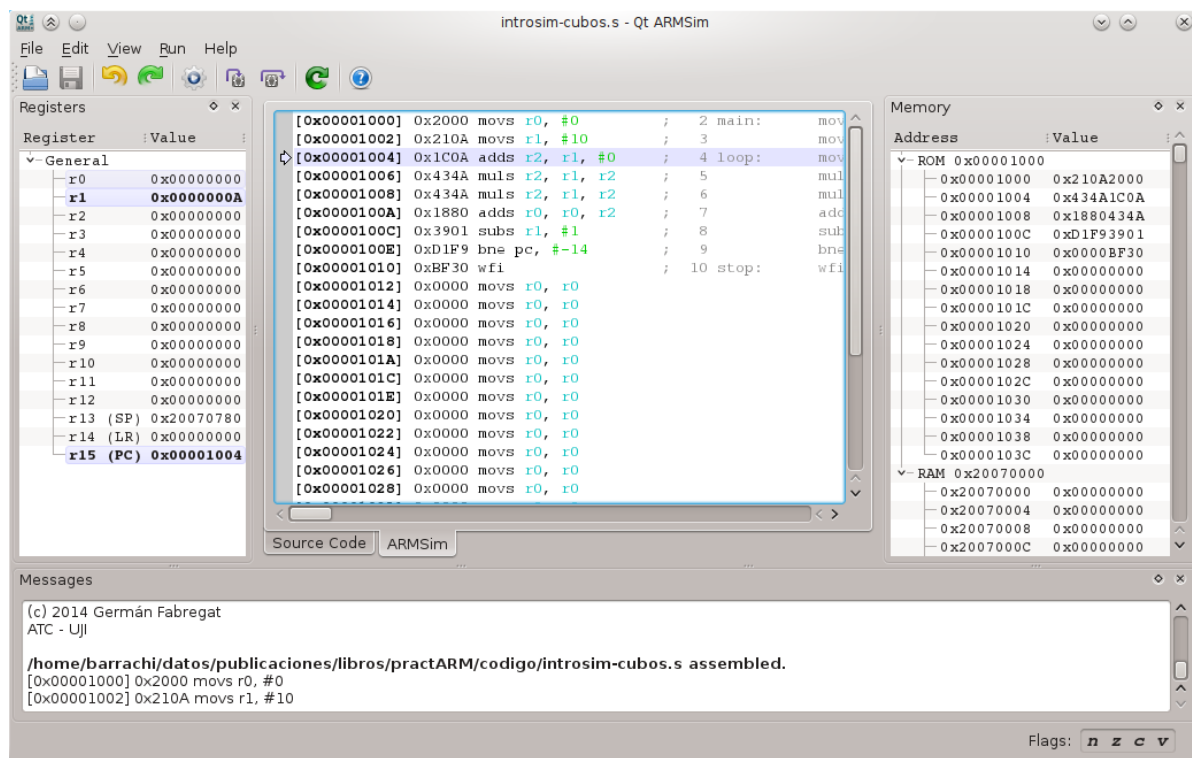 introsim-cubos.s - Qt ARMSim
File Edit View Run Help
Registers
Register Value
General
r0 0x00000000
r1 0x0000000A
r2 0x00000000
r3 0x00000000
r4 0x00000000
r5 0x00000000
r6 0x00000000
r7 0x00000000
r8 0x00000000
r9 0x00000000
r10 0x00000000
r11 0x00000000
r12 0x00000000
r13 (SP) 0x20070780
r14 (LR) 0x00000000
r15 (PC) 0x00001004
[0x00001000] 0x2000 movs r0, #0 ; 2 main: mov
[0x00001002] 0x210A movs r1, #10 ; 3 mov
[0x00001004] 0x1C0A adds r2, r1, #0 ; 4 loop: mov
[0x00001006] 0x434A muls r2, r1, r2 ; 5 mul
[0x00001008] 0x434A muls r2, r1, r2 ; 6 mul
[0x0000100A] 0x1880 adds r0, r0, r2 ; 7 add
[0x0000100C] 0x3901 subs r1, #1 ; 8 sub
[0x0000100E] 0xD1F9 bne pc, #-14 ; 9 bne
[0x00001010] 0xBF30 wfi ; 10 stop: wfi
[0x00001012] 0x0000 movs r0, r0
[0x00001014] 0x0000 movs r0, r0
[0x00001016] 0x0000 movs r0, r0
[0x00001018] 0x0000 movs r0, r0
[0x0000101A] 0x0000 movs r0, r0
[0x0000101C] 0x0000 movs r0, r0
[0x0000101E] 0x0000 movs r0, r0
[0x00001020] 0x0000 movs r0, r0
[0x00001022] 0x0000 movs r0, r0
[0x00001024] 0x0000 movs r0, r0
[0x00001026] 0x0000 movs r0, r0
[0x00001028] 0x0000 movs r0, r0
Source Code ARMSim
Memory
Address Value
ROM 0x00001000
0x00001000 0x210A2000
0x00001004 0x434A1C0A
0x00001008 0x1880434A
0x0000100C 0xD1F93901
0x00001010 0x0000BF30
0x00001014 0x00000000
0x00001018 0x00000000
0x0000101C 0x00000000
0x00001020 0x00000000
0x00001024 0x00000000
0x00001028 0x00000000
0x0000102C 0x00000000
0x00001030 0x00000000
0x00001034 0x00000000
0x00001038 0x00000000
0x0000103C 0x00000000
RAM 0x20070000
0x20070000 0x00000000
0x20070004 0x00000000
0x20070008 0x00000000
0x2007000C 0x00000000
Messages
(c) 2014 Germán Fabregat
ATC - UJI
/home/barrachi/datos/publicaciones/libros/practARM/codigo/introsim-cubos.s assembled.
[0x00001000] 0x2000 movs r0, #0
[0x00001002] 0x210A movs r1, #10
Flags: n z c v